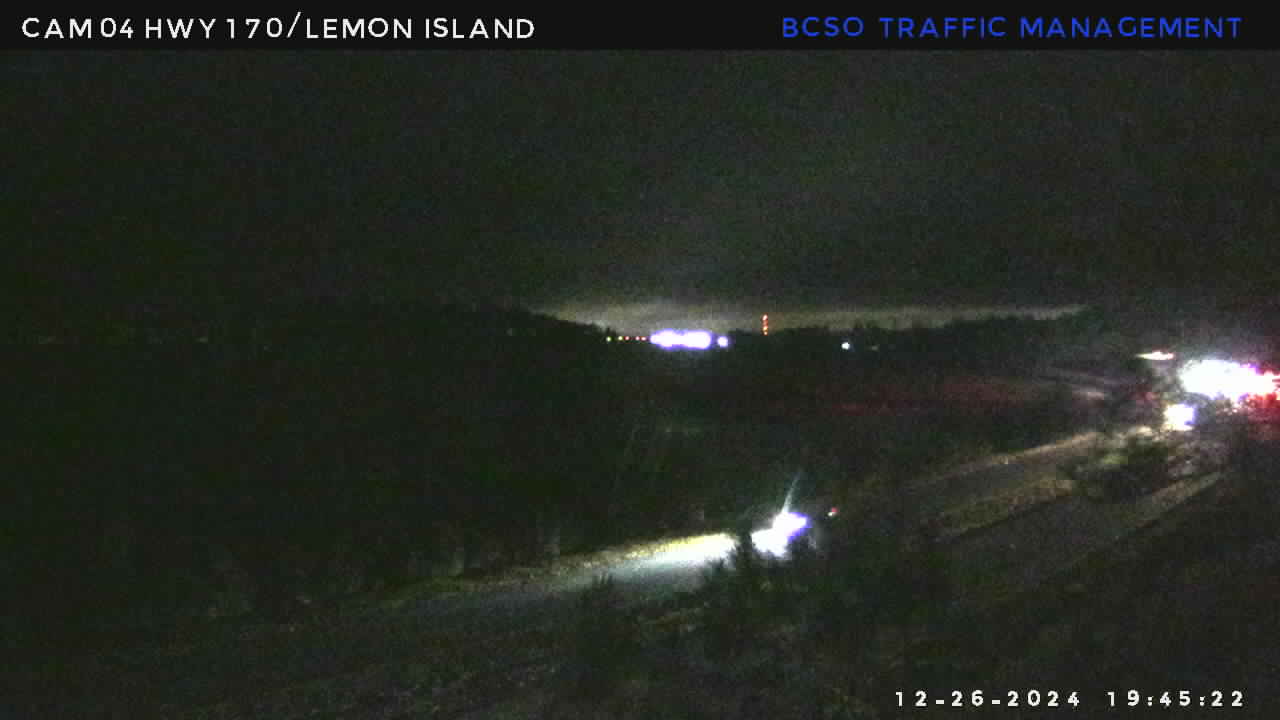 CAM04 HWY 170/LEMON ISLAND
BCSO TRAFFIC MANAGEMENT
12-26-2024 19:45:22